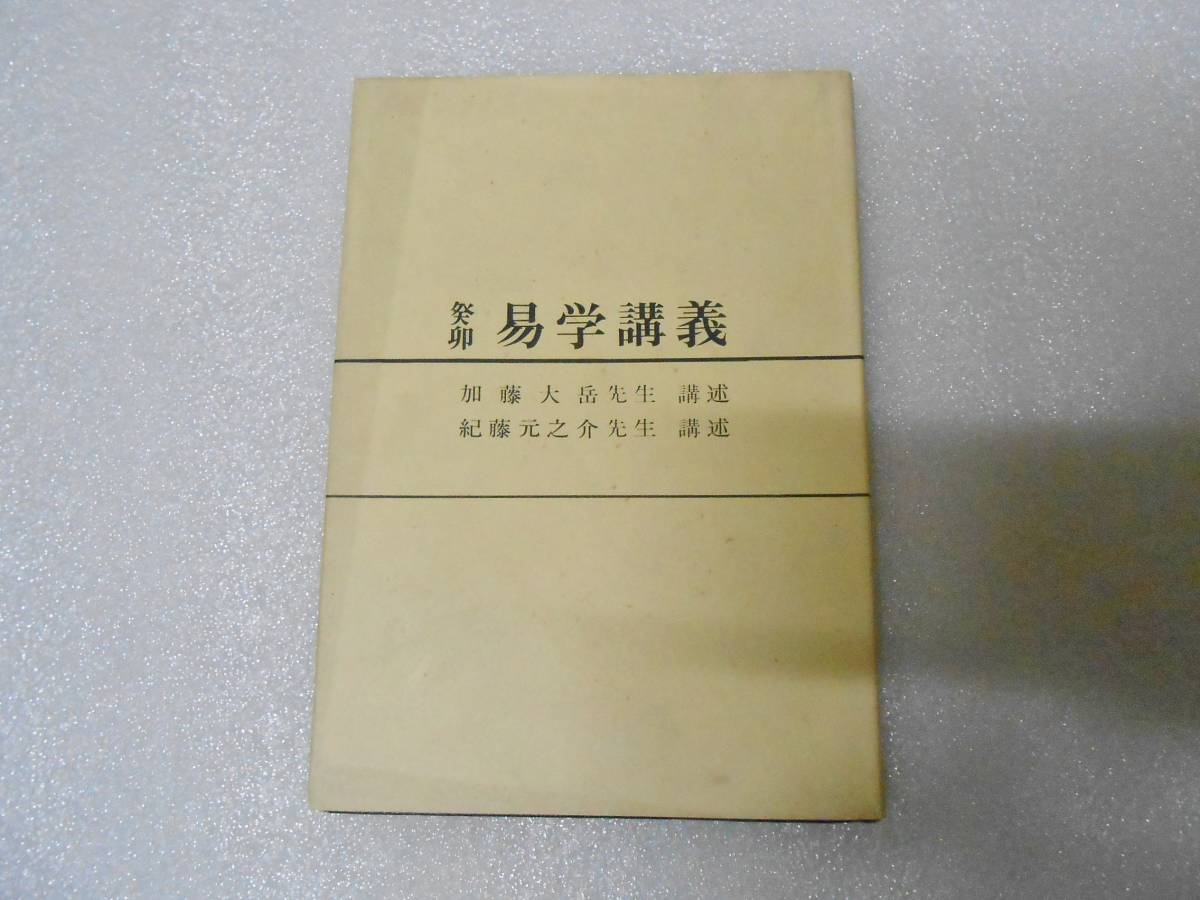 癸卯 易学講義
加藤大岳先生 講述
紀藤元之介先生 講述